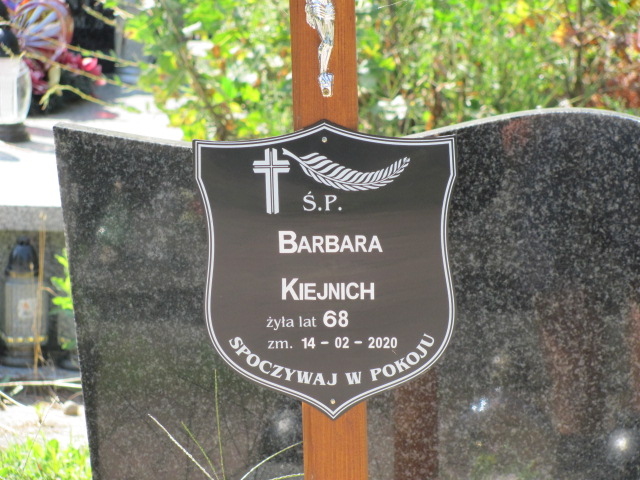 Ś.P.
BARBARA
KIEJNICH
żyła lat 68
zm. 14 - 02 - 2020
SPOCZYWAJ W POKOJU